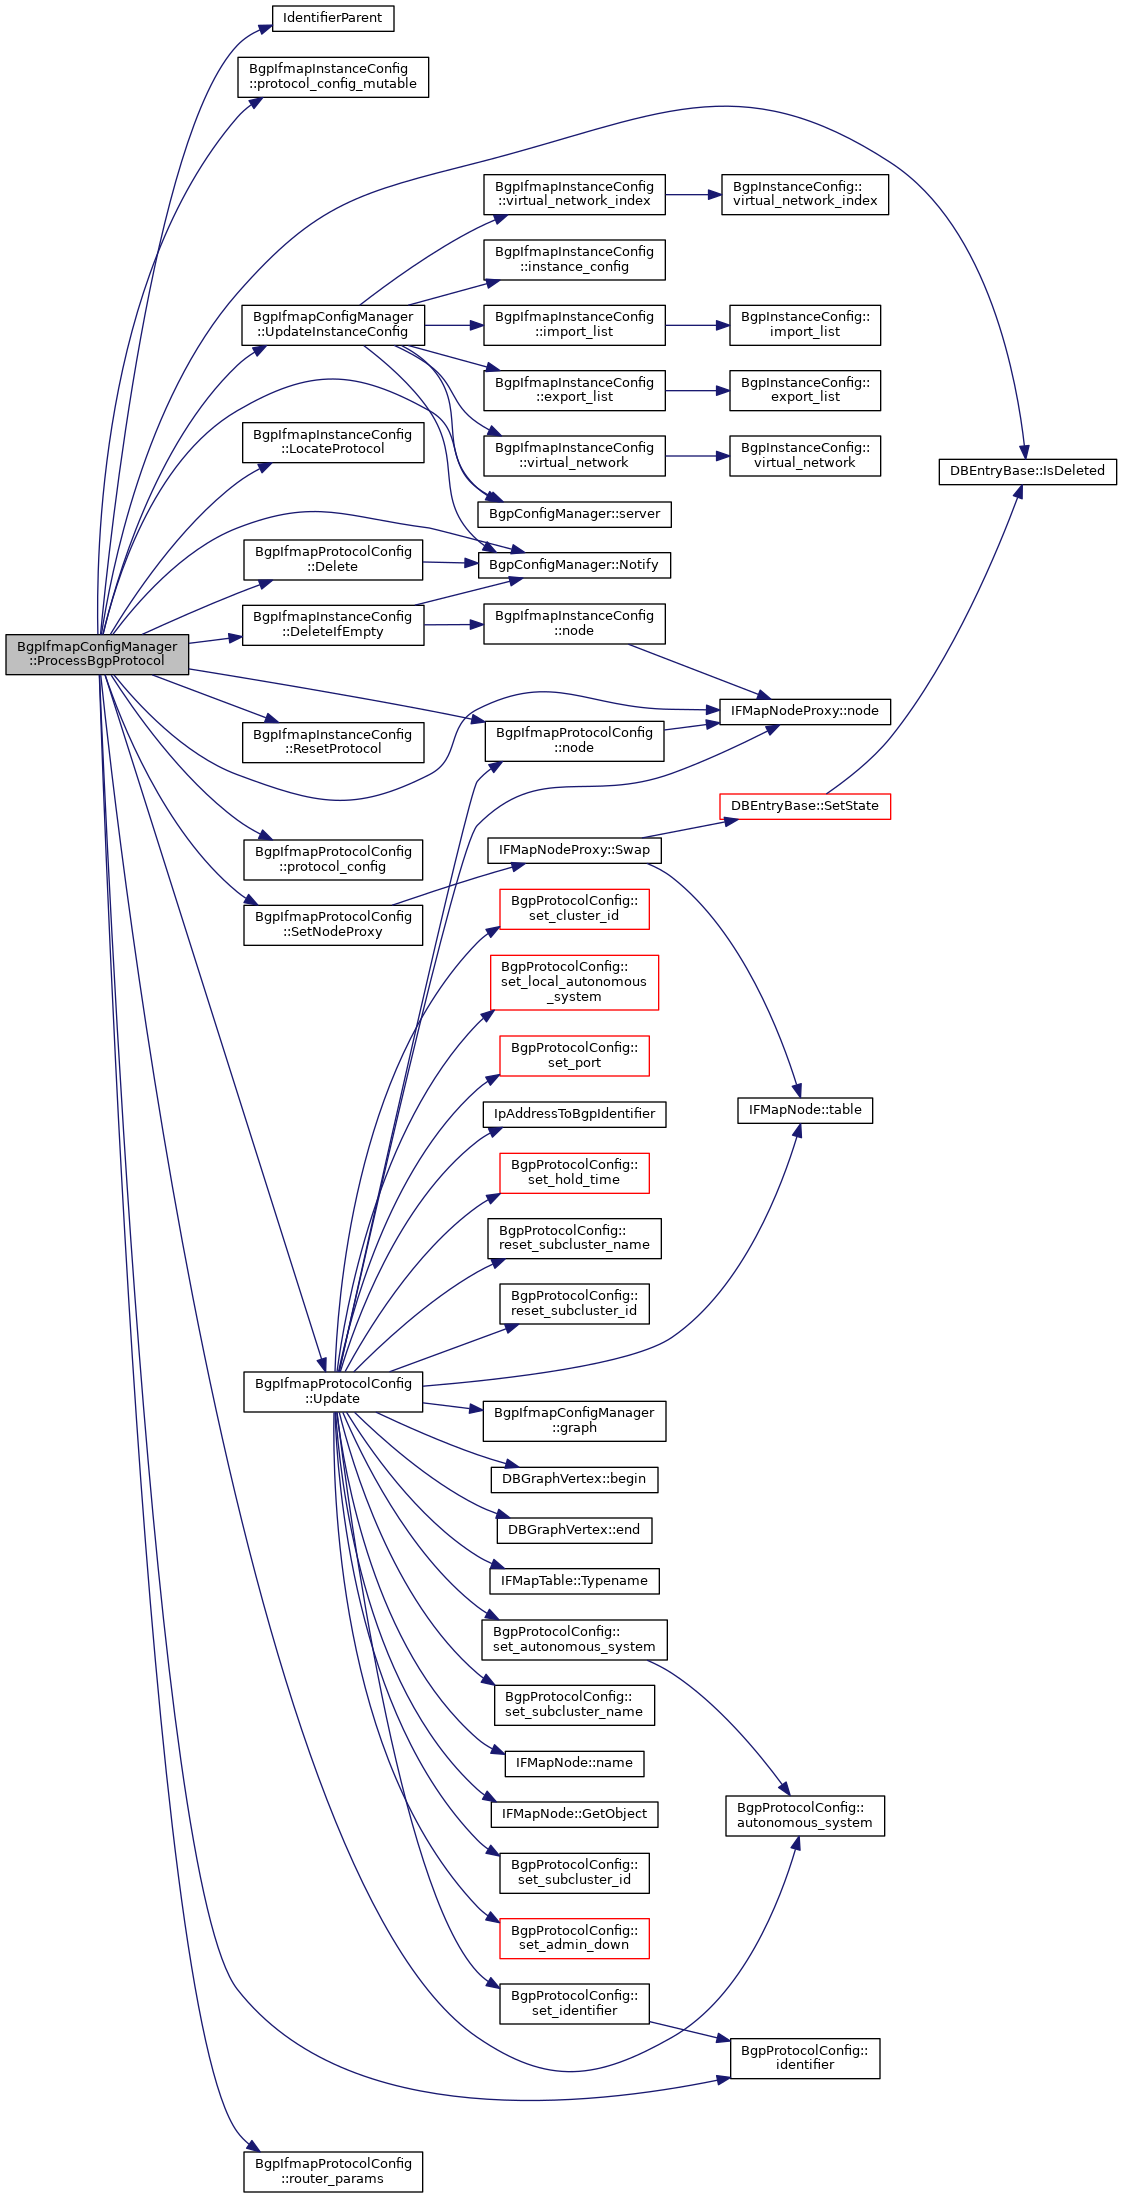 IdentifierParent
BgpIfmapInstanceConfig
::protocol_config_mutable
BgpIfmapInstanceConfig
::virtual_network_index
BgpInstanceConfig::
virtual_network_index
BgpIfmapInstanceConfig
::instance_config
BgpIfmapConfigManager
::UpdateInstanceConfig
BgpIfmapInstanceConfig
::import_list
BgpInstanceConfig::
import_list
BgpIfmapInstanceConfig
::export_list
BgpInstanceConfig::
export_list
BgpIfmapInstanceConfig
::LocateProtocol
BgpIfmapInstanceConfig
::virtual_network
BgpInstanceConfig::
virtual_network
DBEntryBase::IsDeleted
BgpConfigManager::server
BgpIfmapProtocolConfig
::Delete
BgpConfigManager::Notify
BgpIfmapInstanceConfig
::DeleteIfEmpty
BgpIfmapInstanceConfig
::node
BgpIfmapConfigManager
::ProcessBgpProtocol
IFMapNodeProxy::node
BgpIfmapInstanceConfig
::ResetProtocol
BgpIfmapProtocolConfig
::node
DBEntryBase::SetState
BgpIfmapProtocolConfig
::protocol_config
IFMapNodeProxy::Swap
BgpIfmapProtocolConfig
::SetNodeProxy
BgpProtocolConfig::
set_cluster_id
BgpProtocolConfig::
set_local_autonomous
_system
BgpProtocolConfig::
set_port
IpAddressToBgpIdentifier
IFMapNode::table
BgpProtocolConfig::
set_hold_time
BgpProtocolConfig::
reset_subcluster_name
BgpProtocolConfig::
reset_subcluster_id
BgpIfmapProtocolConfig
::Update
BgpIfmapConfigManager
::graph
DBGraphVertex::begin
DBGraphVertex::end
IFMapTable::Typename
BgpProtocolConfig::
set_autonomous_system
BgpProtocolConfig::
set_subcluster_name
IFMapNode::name
IFMapNode::GetObject
BgpProtocolConfig::
autonomous_system
BgpProtocolConfig::
set_subcluster_id
BgpProtocolConfig::
set_admin_down
BgpProtocolConfig::
set_identifier
BgpProtocolConfig::
identifier
BgpIfmapProtocolConfig
::router_params